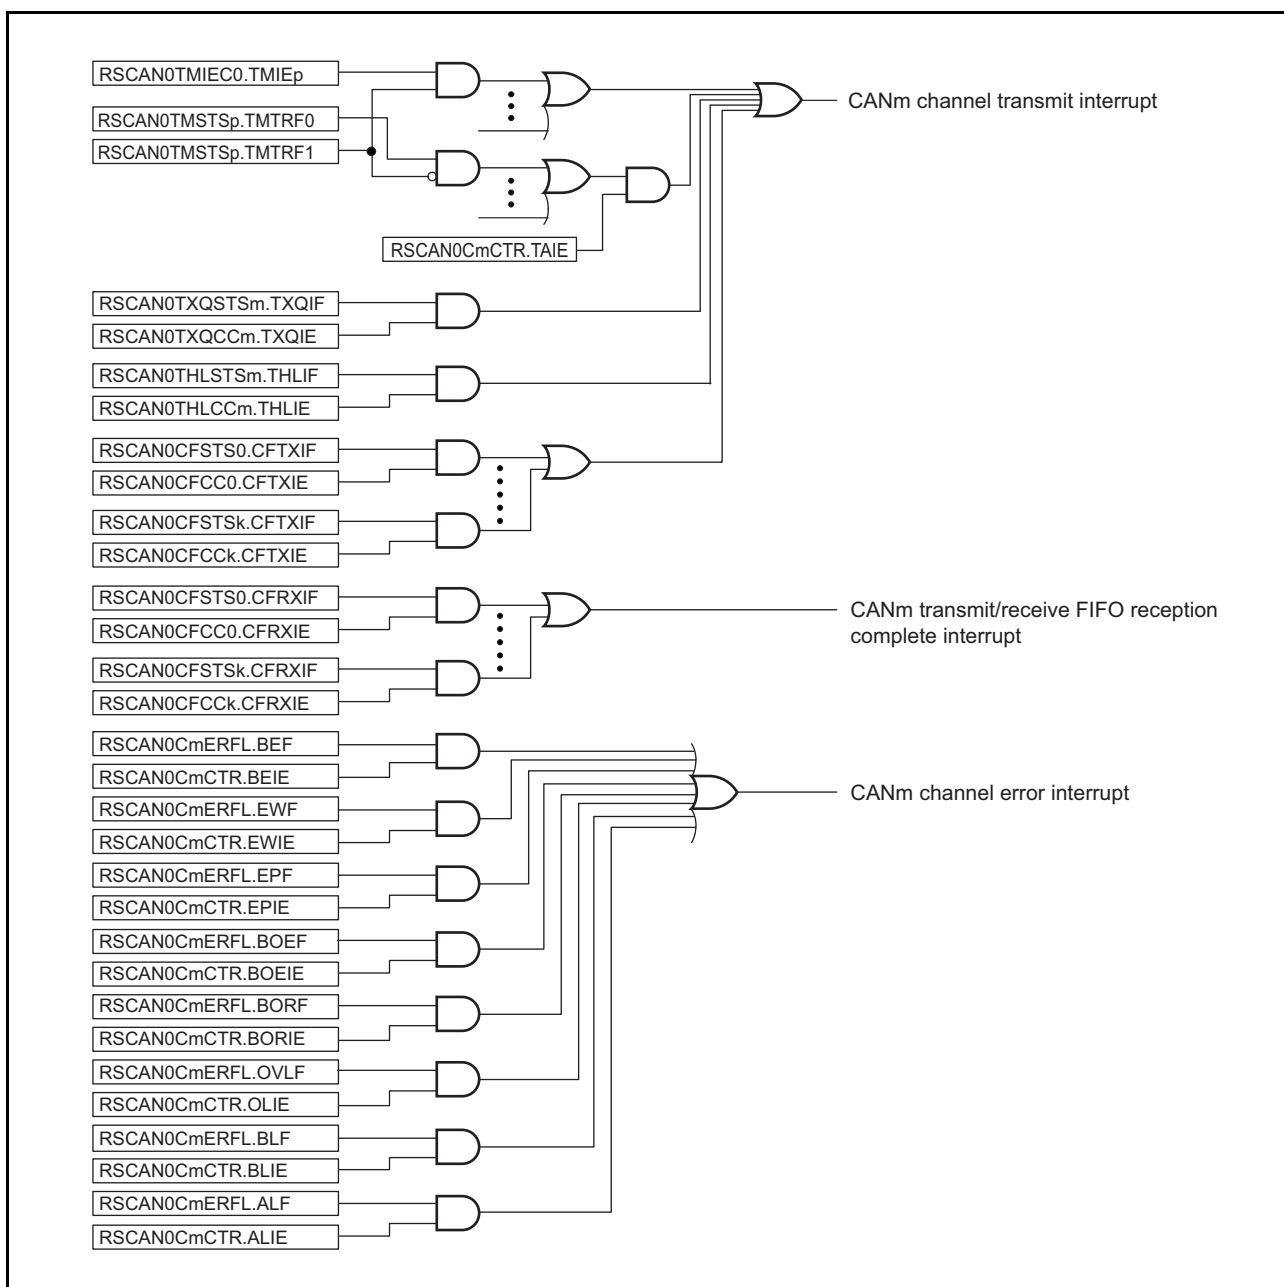 RSCAN0TMIEC0.TMIEp
RSCAN0TMSTSp.TMTRF0
RSCAN0TMSTSp.TMTRF1
CANm channel transmit interrupt
RSCAN0CmCTR.TAIE
RSCAN0TXQSTSm.TXQIF
RSCAN0TXQCCm.TXQIE
RSCAN0THLSTSm.THLIF
RSCAN0THLCCm.THLIE
RSCAN0CFSTS0.CFTXIF
RSCAN0CFCC0.CFTXIE
RSCAN0CFSTSk.CFTXIF
RSCAN0CFCCk.CFTXIE
RSCAN0CFSTS0.CFRXIF
RSCAN0CFCC0.CFRXIE
CANm transmit/receive FIFO reception
complete interrupt
RSCAN0CFSTSk.CFRXIF
RSCAN0CFCCk.CFRXIE
RSCAN0CmERFL.BEF
RSCAN0CmCTR.BEIE
CANm channel error interrupt
RSCAN0CmERFL.EWF
RSCAN0CmCTR.EWIE
RSCAN0CmERFL.EPF
RSCAN0CmCTR.EPIE
RSCAN0CmERFL.BOEF
RSCAN0CmCTR.BOEIE
RSCAN0CmERFL.BORF
RSCAN0CmCTR.BORIE
RSCAN0CmERFL.OVLF
RSCAN0CmCTR.OLIE
RSCAN0CmERFL.BLF
RSCAN0CmCTR.BLIE
RSCAN0CmERFL.ALF
RSCAN0CmCTR.ALIE